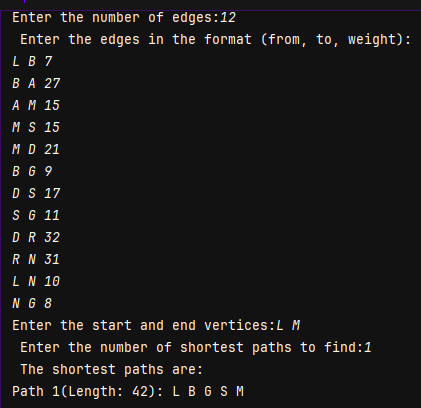 Enter the number of edges:12
Enter the edges in the format (from, to, weight):
L B 7
B A 27
A M 15
M S 15
M D 21
B G 9
D S 17
S G 11
D R 32
R N 31
L N 10
N G 8
Enter the start and end vertices:L M
Enter the number of shortest paths to find:1
The shortest paths are:
Path 1(Length: 42): L B G S M